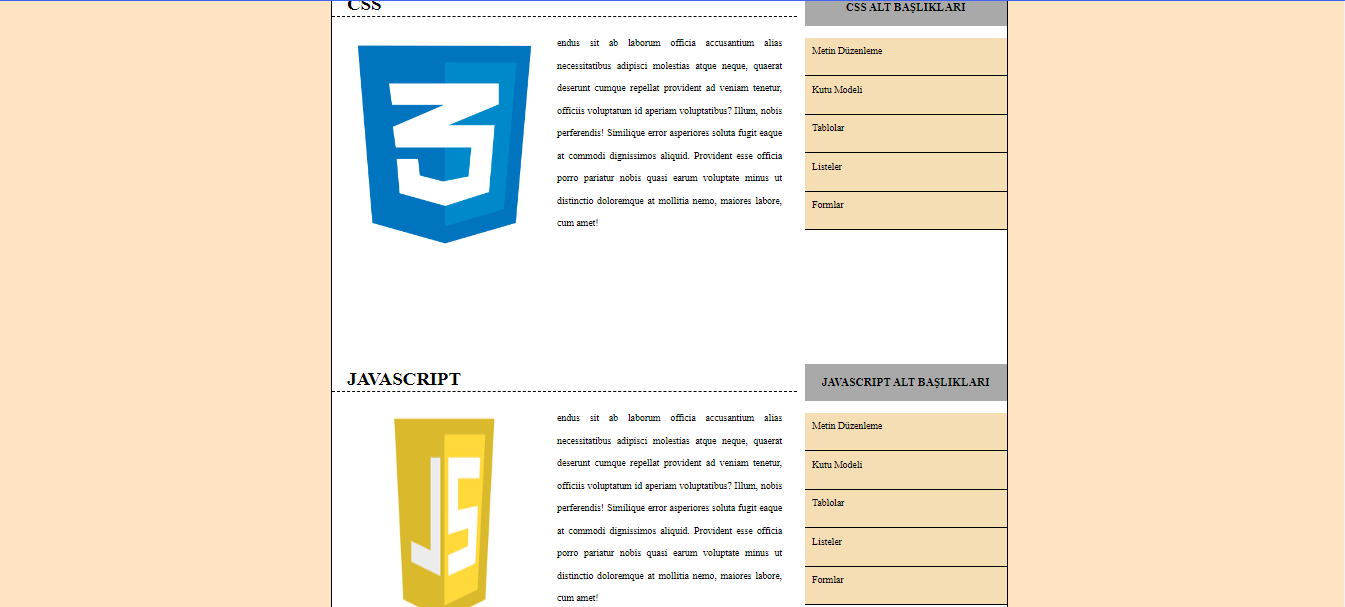 CSS
endus sit ab laborum officia accusantium alias
necessitatibus adipisci molestias atque neque, quaerat
deserunt cumque repellat provident ad veniam tenetur,
officiis voluptatum id aperiam voluptatibus? Illum, nobis
perferendis! Similique error asperiores soluta fugit eaque
at commodi dignissimos aliquid. Provident esse officia
porro pariatur nobis quasi earum voluptate minus ut
distinctio doloremque at mollitia nemo, maiores labore,
cum amet!
CSS ALT BAŞLIKLARI
Metin Düzenleme
Kutu Modeli
Tablolar
Listeler
Formlar
JAVASCRIPT
JS
endus sit ab laborum officia accusantium alias
necessitatibus adipisci molestias atque neque, quaerat
deserunt cumque repellat provident ad veniam tenetur,
officiis voluptatum id aperiam voluptatibus? Illum, nobis
perferendis! Similique error asperiores soluta fugit eaque
at commodi dignissimos aliquid. Provident esse officia
porro pariatur nobis quasi earum voluptate minus ut
distinctio doloremque at mollitia nemo, maiores labore,
cum amet!
JAVASCRIPT ALT BAŞLIKLARI
Metin Düzenleme
Kutu Modeli
Tablolar
Listeler
Formlar